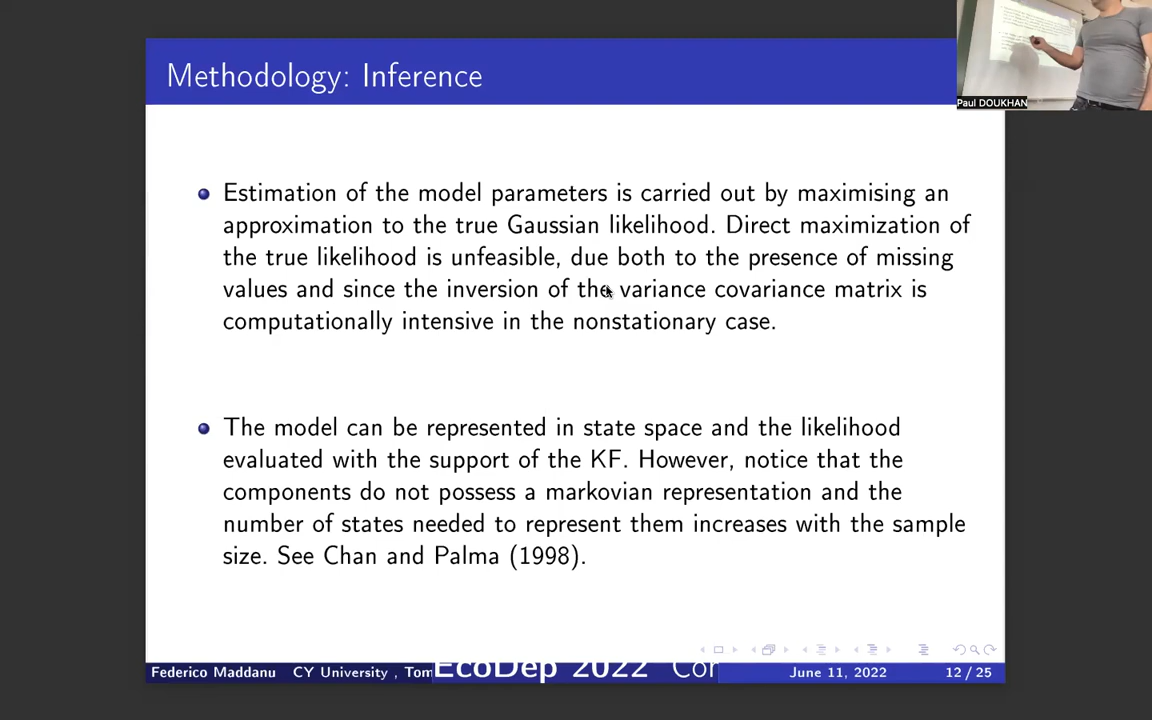 Methodology: Inference
Paul DOUKHAN
Estimation of the model parameters is carried out by maximising an
approximation to the true Gaussian likelihood. Direct maximization of
the true likelihood is unfeasible, due both to the presence of missing
values and since the inversion of the variance covariance matrix is
computationally intensive in the nonstationary case.
The model can be represented in state space and the likelihood
evaluated with the support of the KF. However, notice that the
components do not possess a markovian representation and the
number of states needed to represent them increases with the sample
size. See Chan and Palma (1998).
Federico Maddanu CY University , Tom EcoDep 2022 Con June 11, 2022 12 / 25